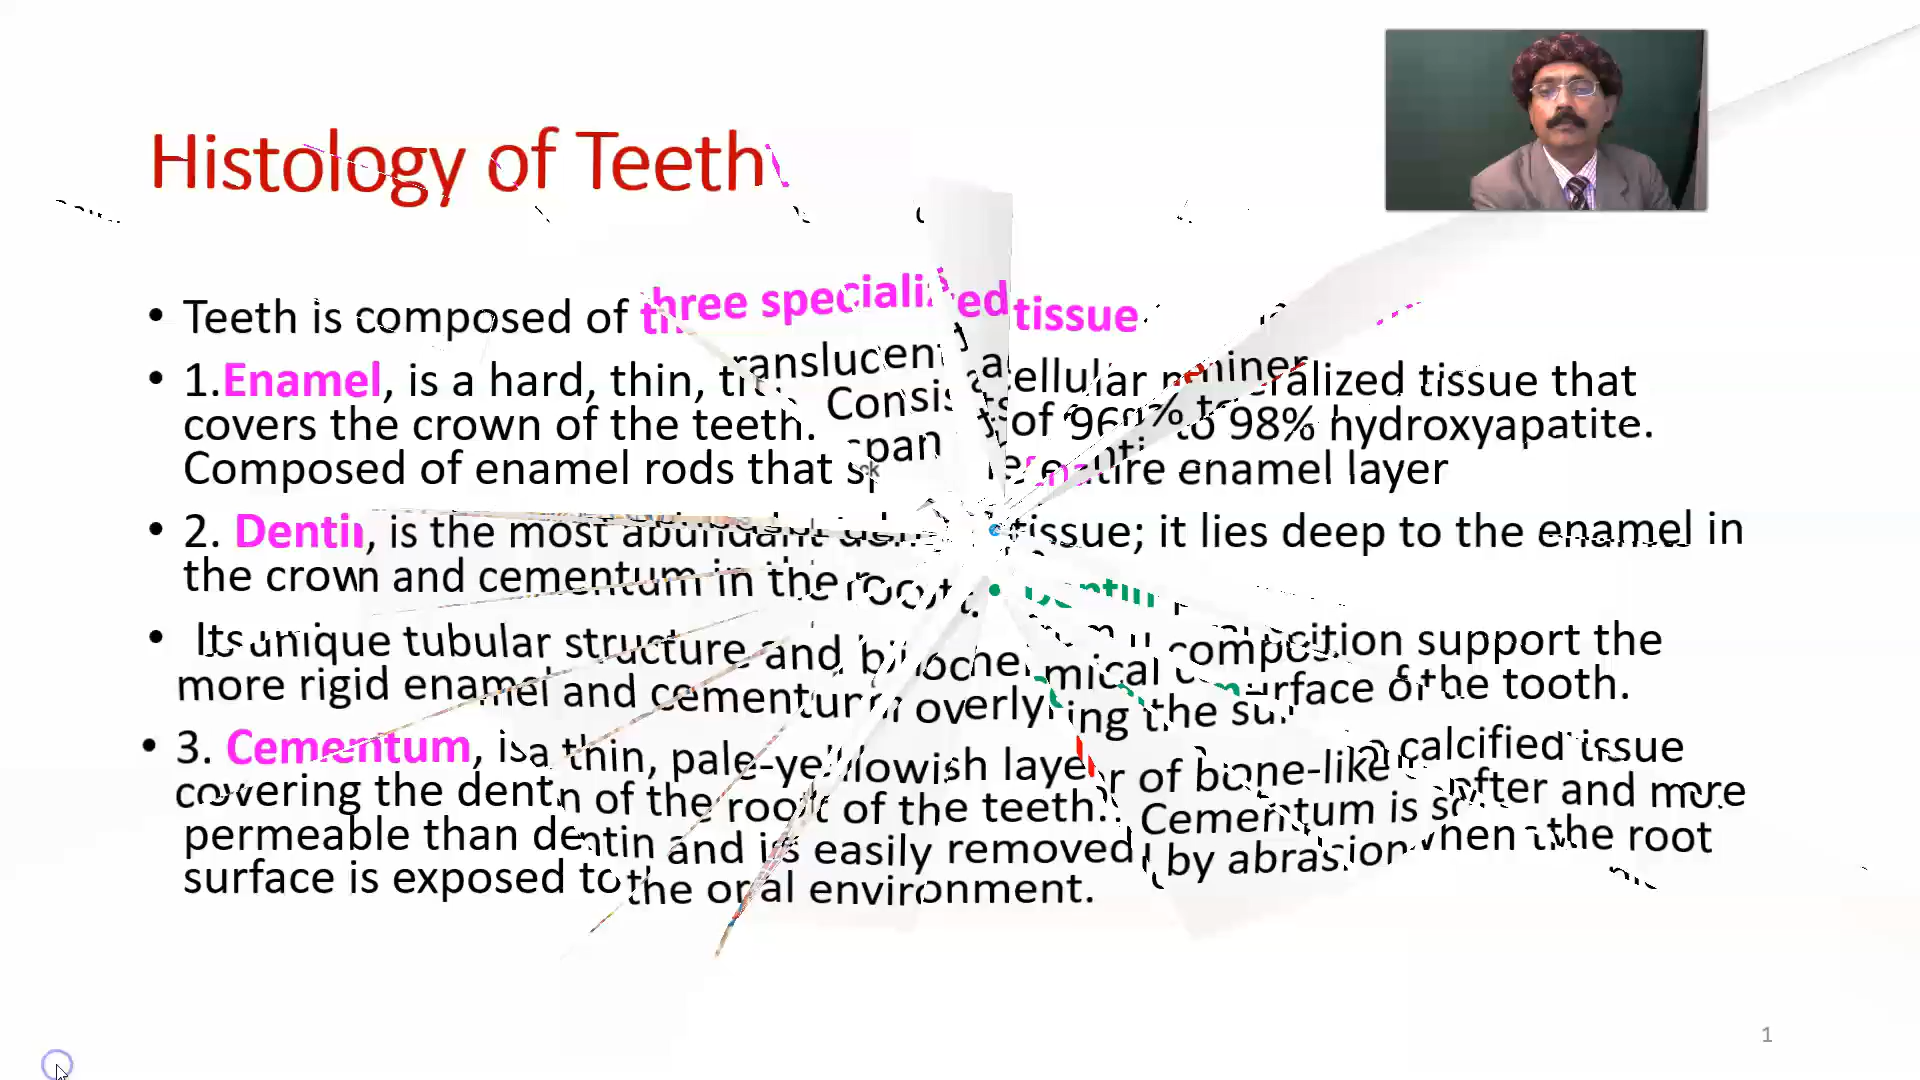 Histology of Teeth
• Teeth is composed of three specialized tissue
• 1.Enamel, is a hard, thin, translucent acellular mineralized tissue that
covers the crown of the teeth. Consists of 96% to 98% hydroxyapatite.
Composed of enamel rods that span entire enamel layer
• 2. Dentin, is the most abundant dental tissue; it lies deep to the enamel in
the crown and cementum in the root.
• Its unique tubular structure and biochemical composition support the
more rigid enamel and cementum overlying the surface of the tooth.
• 3. Cementum, is a thin, pale-yellowish layer of bone-like calcified tissue
covering the dentin of the root of the teeth. Cementum is softer and more
permeable than dentin and is easily removed by abrasion when the root
surface is exposed to the oral environment.
1